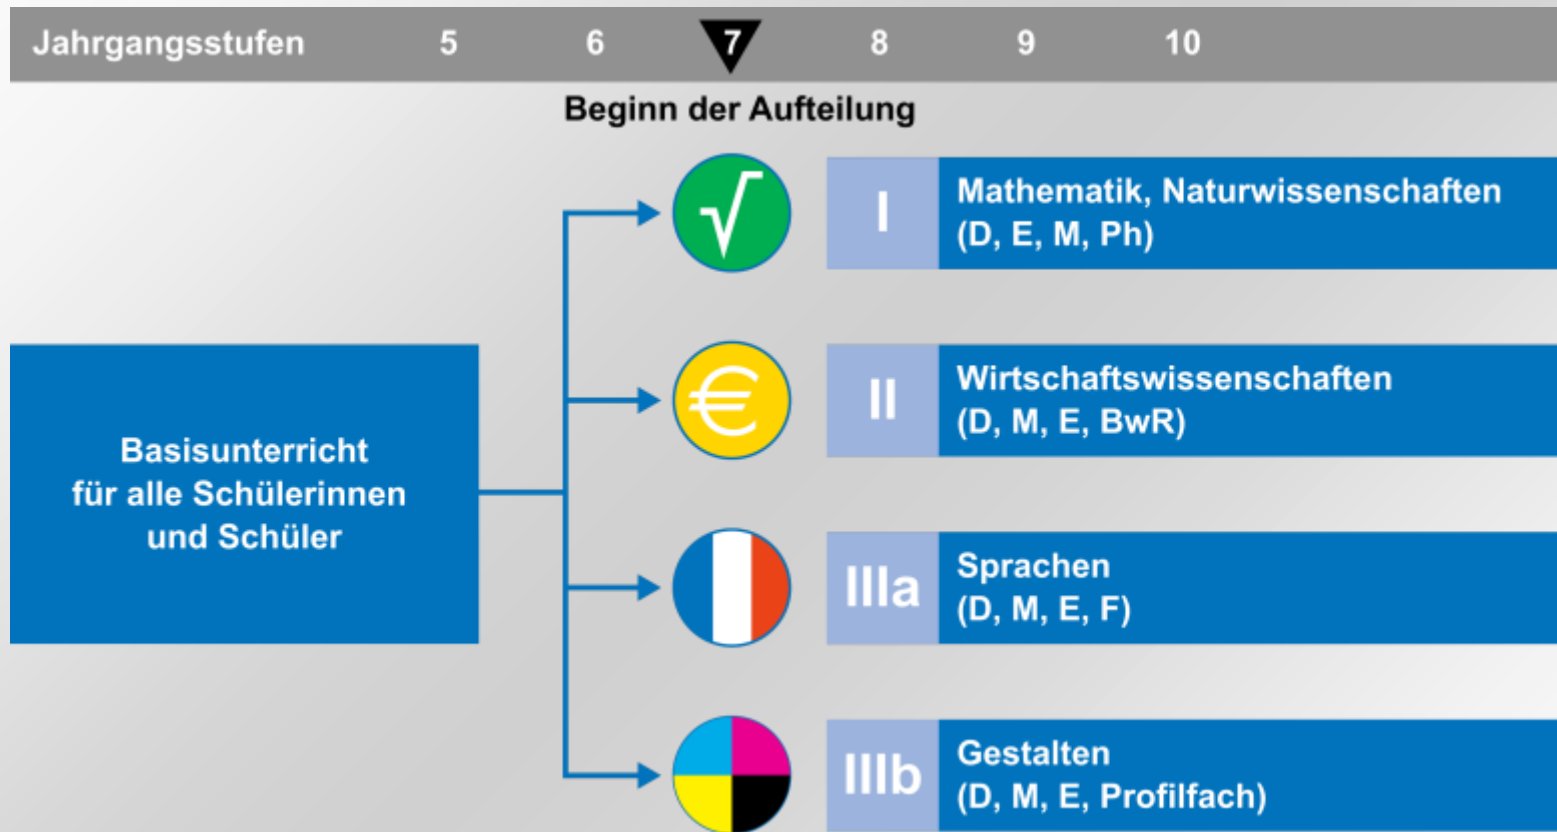 Jahrgangsstufen 5 6 7 8 9 10
Beginn der Aufteilung
Basisunterricht
für alle Schülerinnen
und Schüler
√
I
Mathematik, Naturwissenschaften
(D, E, M, Ph)
€
II
Wirtschaftswissenschaften
(D, M, E, BwR)
IIIa
Sprachen
(D, M, E, F)
IIIb
Gestalten
(D, M, E, Profilfach)